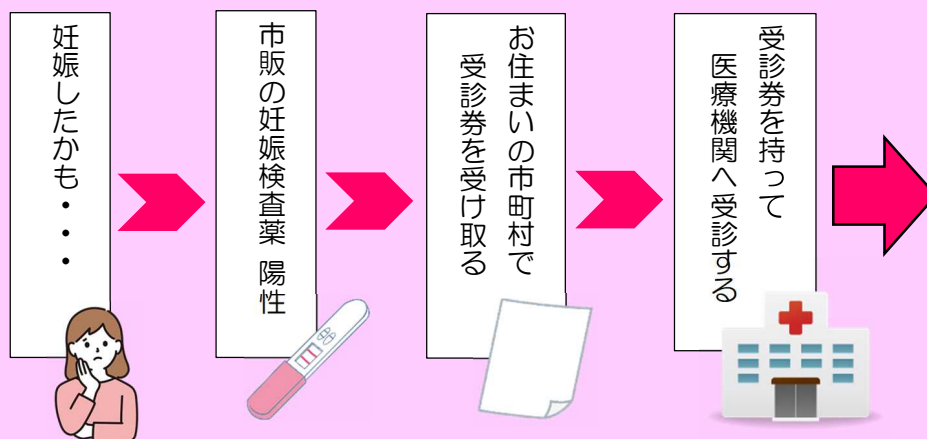 妊娠したかも・・・
市販の妊娠検査薬 陽性
お住まいの市町村で
受診券を受け取る
受診券を持って
医療機関へ受診する